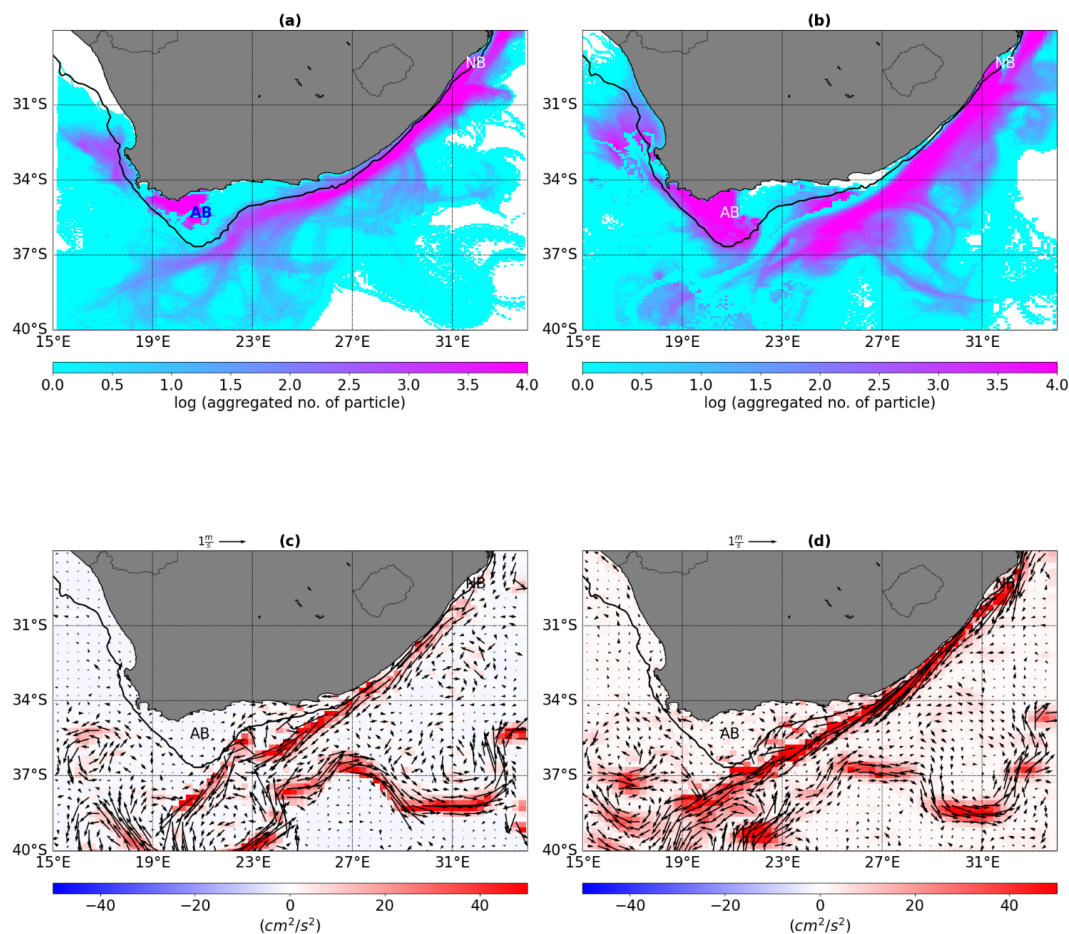 (a)
(b)
NB
NB
31°S
31°S
34°S
34°S
AB
AB
37°S
37°S
40°S
40°S
15°E 19°E 23°E 27°E 31°E
15°E 19°E 23°E 27°E 31°E
0.0 0.5 1.0 1.5 2.0 2.5 3.0 3.5 4.0
0.0 0.5 1.0 1.5 2.0 2.5 3.0 3.5 4.0
log (aggregated no. of particle)
log (aggregated no. of particle)
1 m/s
(c)
1 m/s
(d)
NB
NB
31°S
31°S
34°S
34°S
AB
AB
37°S
37°S
40°S
40°S
15°E 19°E 23°E 27°E 31°E
15°E 19°E 23°E 27°E 31°E
−40 −20 0 20 40
−40 −20 0 20 40
(cm²/s²)
(cm²/s²)